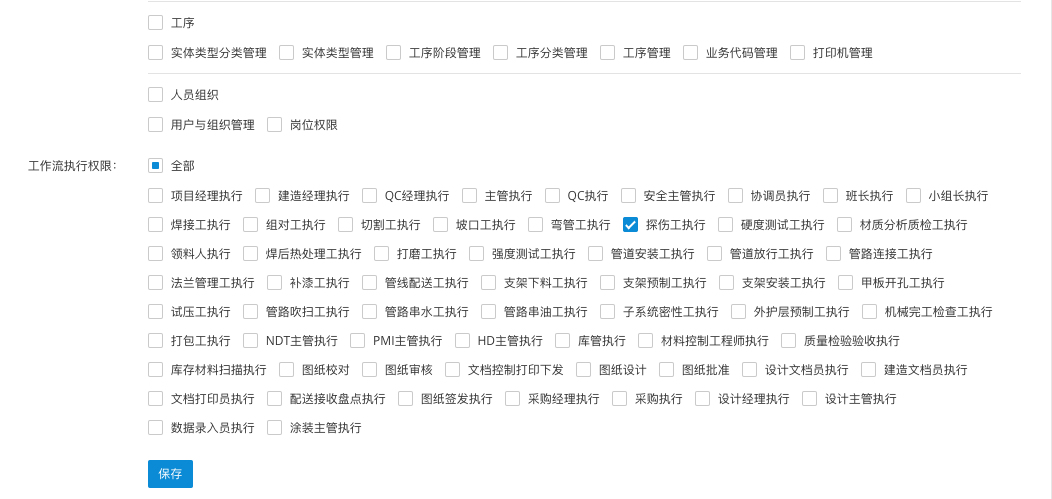 工序
实体类型分类管理 实体类型管理 工序阶段管理 工序分类管理 工序管理 业务代码管理 打印机管理
人员组织
用户与组织管理 岗位权限
工作流执行权限: 全部
项目经理执行 建造经理执行 QC经理执行 主管执行 QC执行 安全主管执行 协调员执行 班长执行 小组长执行
焊接工执行 组对工执行 切割工执行 坡口工执行 弯管工执行 探伤工执行 硬度测试工执行 材质分析质检工执行
领料人执行 焊后热处理工执行 打磨工执行 强度测试工执行 管道安装工执行 管道放行工执行 管路连接工执行
法兰管理工执行 补漆工执行 管线配送工执行 支架下料工执行 支架预制工执行 支架安装工执行 甲板开孔工执行
试压工执行 管路吹扫工执行 管路串水工执行 管路串油工执行 子系统密性工执行 外护层预制工执行 机械完工检查工执行
打包工执行 NDT主管执行 PMI主管执行 HD主管执行 库管执行 材料控制工程师执行 质量检验验收执行
库存材料扫描执行 图纸校对 图纸审核 文档控制打印下发 图纸设计 图纸批准 设计文档员执行 建造文档员执行
文档打印员执行 配送接收盘点执行 图纸签发执行 采购经理执行 采购执行 设计经理执行 设计主管执行
数据录入员执行 涂装主管执行
保存